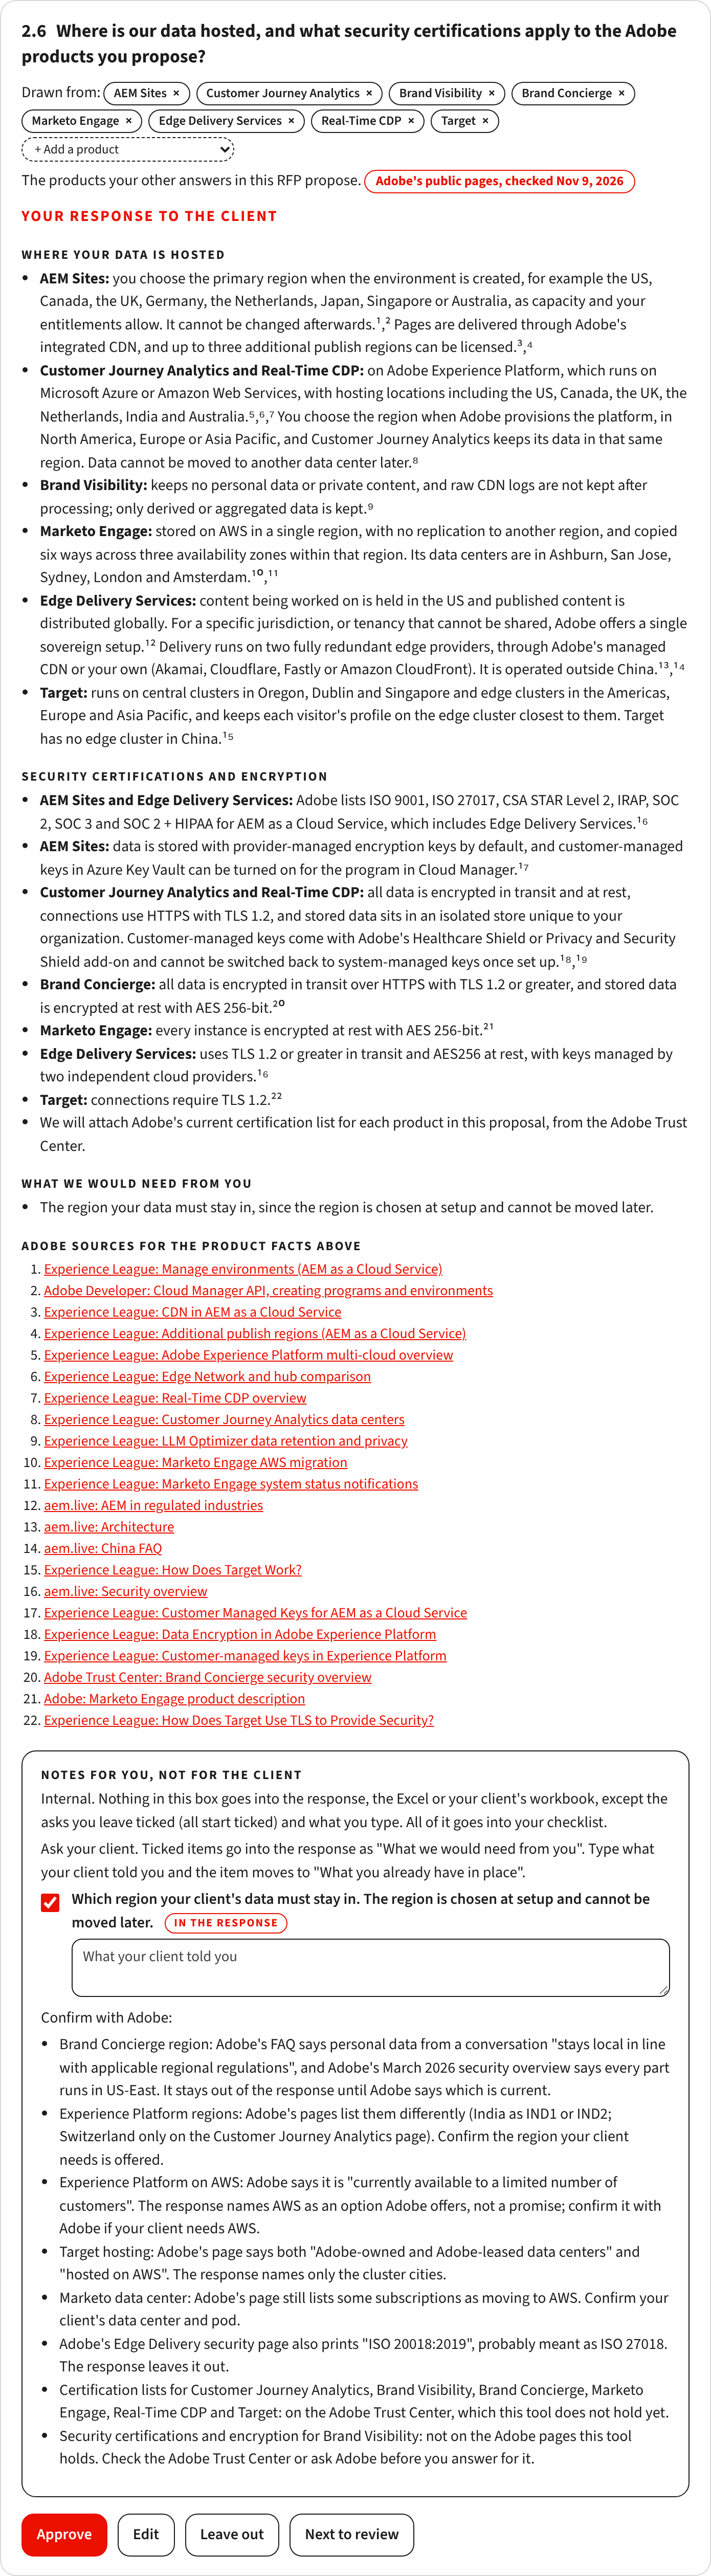 2.6 Where is our data hosted, and what security certifications apply to the Adobe
products you propose?
Drawn from: AEM Sites × Customer Journey Analytics × Brand Visibility × Brand Concierge ×
Marketo Engage × Edge Delivery Services × Real-Time CDP × Target ×
+ Add a product
The products your other answers in this RFP propose. Adobe's public pages, checked Nov 9, 2026
YOUR RESPONSE TO THE CLIENT
WHERE YOUR DATA IS HOSTED
• AEM Sites: you choose the primary region when the environment is created, for example the US,
Canada, the UK, Germany, the Netherlands, Japan, Singapore or Australia, as capacity and your
entitlements allow. It cannot be changed afterwards.¹,² Pages are delivered through Adobe's
integrated CDN, and up to three additional publish regions can be licensed.³,⁴
• Customer Journey Analytics and Real-Time CDP: on Adobe Experience Platform, which runs on
Microsoft Azure or Amazon Web Services, with hosting locations including the US, Canada, the UK, the
Netherlands, India and Australia.⁵,⁶,⁷ You choose the region when Adobe provisions the platform, in
North America, Europe or Asia Pacific, and Customer Journey Analytics keeps its data in that same
region. Data cannot be moved to another data center later.⁸
• Brand Visibility: keeps no personal data or private content, and raw CDN logs are not kept after
processing; only derived or aggregated data is kept.⁹
• Marketo Engage: stored on AWS in a single region, with no replication to another region, and copied
six ways across three availability zones within that region. Its data centers are in Ashburn, San Jose,
Sydney, London and Amsterdam.¹⁰,¹¹
• Edge Delivery Services: content being worked on is held in the US and published content is
distributed globally. For a specific jurisdiction, or tenancy that cannot be shared, Adobe offers a single
sovereign setup.¹² Delivery runs on two fully redundant edge providers, through Adobe's managed
CDN or your own (Akamai, Cloudflare, Fastly or Amazon CloudFront). It is operated outside China.¹³,¹⁴
• Target: runs on central clusters in Oregon, Dublin and Singapore and edge clusters in the Americas,
Europe and Asia Pacific, and keeps each visitor's profile on the edge cluster closest to them. Target
has no edge cluster in China.¹⁵
SECURITY CERTIFICATIONS AND ENCRYPTION
• AEM Sites and Edge Delivery Services: Adobe lists ISO 9001, ISO 27017, CSA STAR Level 2, IRAP, SOC
2, SOC 3 and SOC 2 + HIPAA for AEM as a Cloud Service, which includes Edge Delivery Services.¹⁶
• AEM Sites: data is stored with provider-managed encryption keys by default, and customer-managed
keys in Azure Key Vault can be turned on for the program in Cloud Manager.¹⁷
• Customer Journey Analytics and Real-Time CDP: all data is encrypted in transit and at rest,
connections use HTTPS with TLS 1.2, and stored data sits in an isolated store unique to your
organization. Customer-managed keys come with Adobe's Healthcare Shield or Privacy and Security
Shield add-on and cannot be switched back to system-managed keys once set up.¹⁸,¹⁹
• Brand Concierge: all data is encrypted in transit over HTTPS with TLS 1.2 or greater, and stored data
is encrypted at rest with AES 256-bit.²⁰
• Marketo Engage: every instance is encrypted at rest with AES 256-bit.²¹
• Edge Delivery Services: uses TLS 1.2 or greater in transit and AES256 at rest, with keys managed by
two independent cloud providers.¹⁶
• Target: connections require TLS 1.2.²²
• We will attach Adobe's current certification list for each product in this proposal, from the Adobe Trust
Center.
WHAT WE WOULD NEED FROM YOU
• The region your data must stay in, since the region is chosen at setup and cannot be moved later.
ADOBE SOURCES FOR THE PRODUCT FACTS ABOVE
1. Experience League: Manage environments (AEM as a Cloud Service)
2. Adobe Developer: Cloud Manager API, creating programs and environments
3. Experience League: CDN in AEM as a Cloud Service
4. Experience League: Additional publish regions (AEM as a Cloud Service)
5. Experience League: Adobe Experience Platform multi-cloud overview
6. Experience League: Edge Network and hub comparison
7. Experience League: Real-Time CDP overview
8. Experience League: Customer Journey Analytics data centers
9. Experience League: LLM Optimizer data retention and privacy
10. Experience League: Marketo Engage AWS migration
11. Experience League: Marketo Engage system status notifications
12. aem.live: AEM in regulated industries
13. aem.live: Architecture
14. aem.live: China FAQ
15. Experience League: How Does Target Work?
16. aem.live: Security overview
17. Experience League: Customer Managed Keys for AEM as a Cloud Service
18. Experience League: Data Encryption in Adobe Experience Platform
19. Experience League: Customer-managed keys in Experience Platform
20. Adobe Trust Center: Brand Concierge security overview
21. Adobe: Marketo Engage product description
22. Experience League: How Does Target Use TLS to Provide Security?
NOTES FOR YOU, NOT FOR THE CLIENT
Internal. Nothing in this box goes into the response, the Excel or your client's workbook, except the
asks you leave ticked (all start ticked) and what you type. All of it goes into your checklist.
Ask your client. Ticked items go into the response as "What we would need from you". Type what
your client told you and the item moves to "What you already have in place".
Which region your client's data must stay in. The region is chosen at setup and cannot be
moved later. IN THE RESPONSE
What your client told you
Confirm with Adobe:
• Brand Concierge region: Adobe's FAQ says personal data from a conversation "stays local in line
with applicable regional regulations", and Adobe's March 2026 security overview says every part
runs in US-East. It stays out of the response until Adobe says which is current.
• Experience Platform regions: Adobe's pages list them differently (India as IND1 or IND2;
Switzerland only on the Customer Journey Analytics page). Confirm the region your client
needs is offered.
• Experience Platform on AWS: Adobe says it is "currently available to a limited number of
customers". The response names AWS as an option Adobe offers, not a promise; confirm it with
Adobe if your client needs AWS.
• Target hosting: Adobe's page says both "Adobe-owned and Adobe-leased data centers" and
"hosted on AWS". The response names only the cluster cities.
• Marketo data center: Adobe's page still lists some subscriptions as moving to AWS. Confirm your
client's data center and pod.
• Adobe's Edge Delivery security page also prints "ISO 20018:2019", probably meant as ISO 27018.
The response leaves it out.
• Certification lists for Customer Journey Analytics, Brand Visibility, Brand Concierge, Marketo
Engage, Real-Time CDP and Target: on the Adobe Trust Center, which this tool does not hold yet.
• Security certifications and encryption for Brand Visibility: not on the Adobe pages this tool
holds. Check the Adobe Trust Center or ask Adobe before you answer for it.
Approve Edit Leave out Next to review